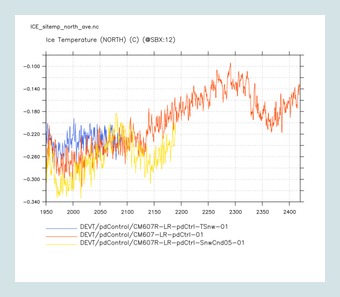 ICE_sitemp_north_ave.nc
Ice Temperature (NORTH) (C) (@SBX:12)
−0.100
−0.140
−0.180
−0.220
−0.260
−0.300
−0.340
1950 2000 2050 2100 2150 2200 2250 2300 2350 2400
DEVT/pdControl/CM607R−LR−pdCtrl−TSnw−01
DEVT/pdControl/CM607−LR−pdCtrl−01
DEVT/pdControl/CM607R−LR−pdCtrl−SnwCnd05−01